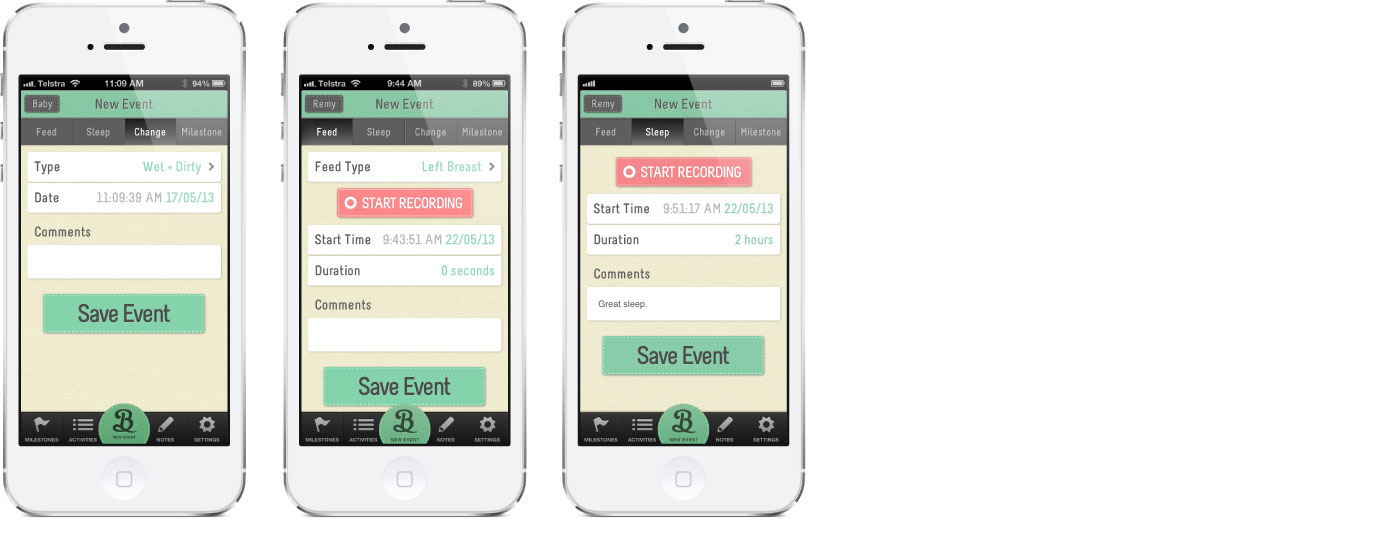 Telstra 11:09 AM 94%
Baby New Event
Feed Sleep Change Milestone
Type Wet + Dirty
Date 11:09:39 AM 17/05/13
Comments
Save Event
MILESTONES ACTIVITIES B NEW EVENT NOTES SETTINGS
Telstra 9:44 AM 89%
Remy New Event
Feed Sleep Change Milestone
Feed Type Left Breast
START RECORDING
Start Time 9:43:51 AM 22/05/13
Duration 0 seconds
Comments
Save Event
MILESTONES ACTIVITIES B NEW EVENT NOTES SETTINGS
Remy New Event
Feed Sleep Change Milestone
START RECORDING
Start Time 9:51:17 AM 22/05/13
Duration 2 hours
Comments
Great sleep.
Save Event
MILESTONES ACTIVITIES B NEW EVENT NOTES SETTINGS